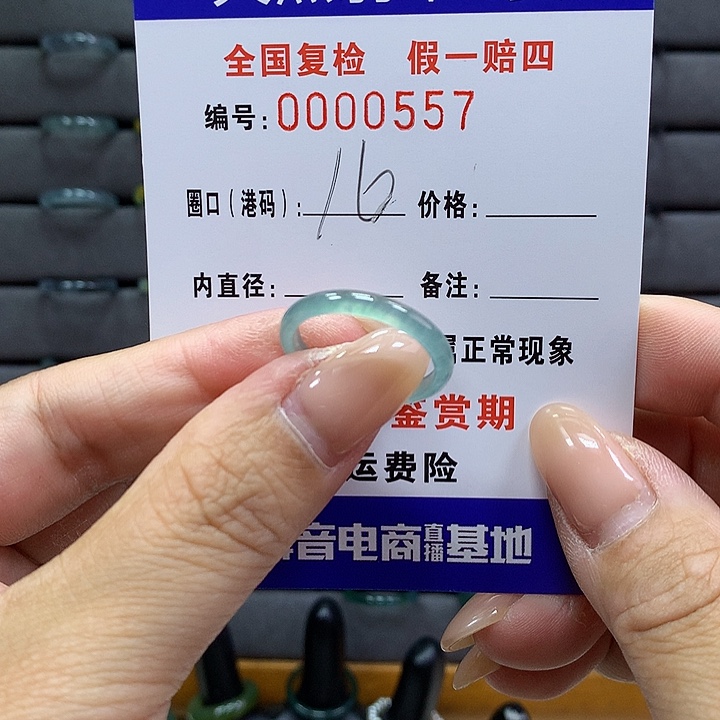 全国复检 假一赔四
编号:0000557
圈口(港码):16 价格:
内直径: 备注:
正常现象
鉴赏期
运费险
音电商直播基地